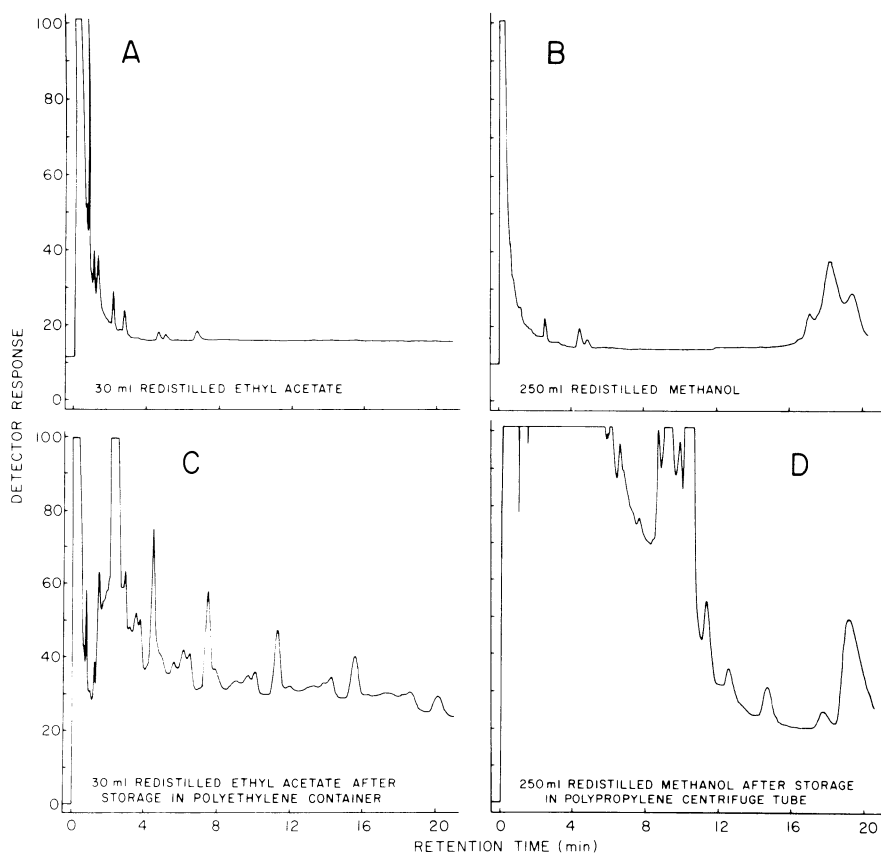 100
80
60
40
20
0
A
30 ml REDISTILLED ETHYL ACETATE
B
250 ml REDISTILLED METHANOL
DETECTOR RESPONSE
100
80
60
40
20
0
C
30 ml REDISTILLED ETHYL ACETATE AFTER
STORAGE IN POLYETHYLENE CONTAINER
D
250 ml REDISTILLED METHANOL AFTER STORAGE
IN POLYPROPYLENE CENTRIFUGE TUBE
0 4 8 12 16 20
0 4 8 12 16 20
RETENTION TIME (min)